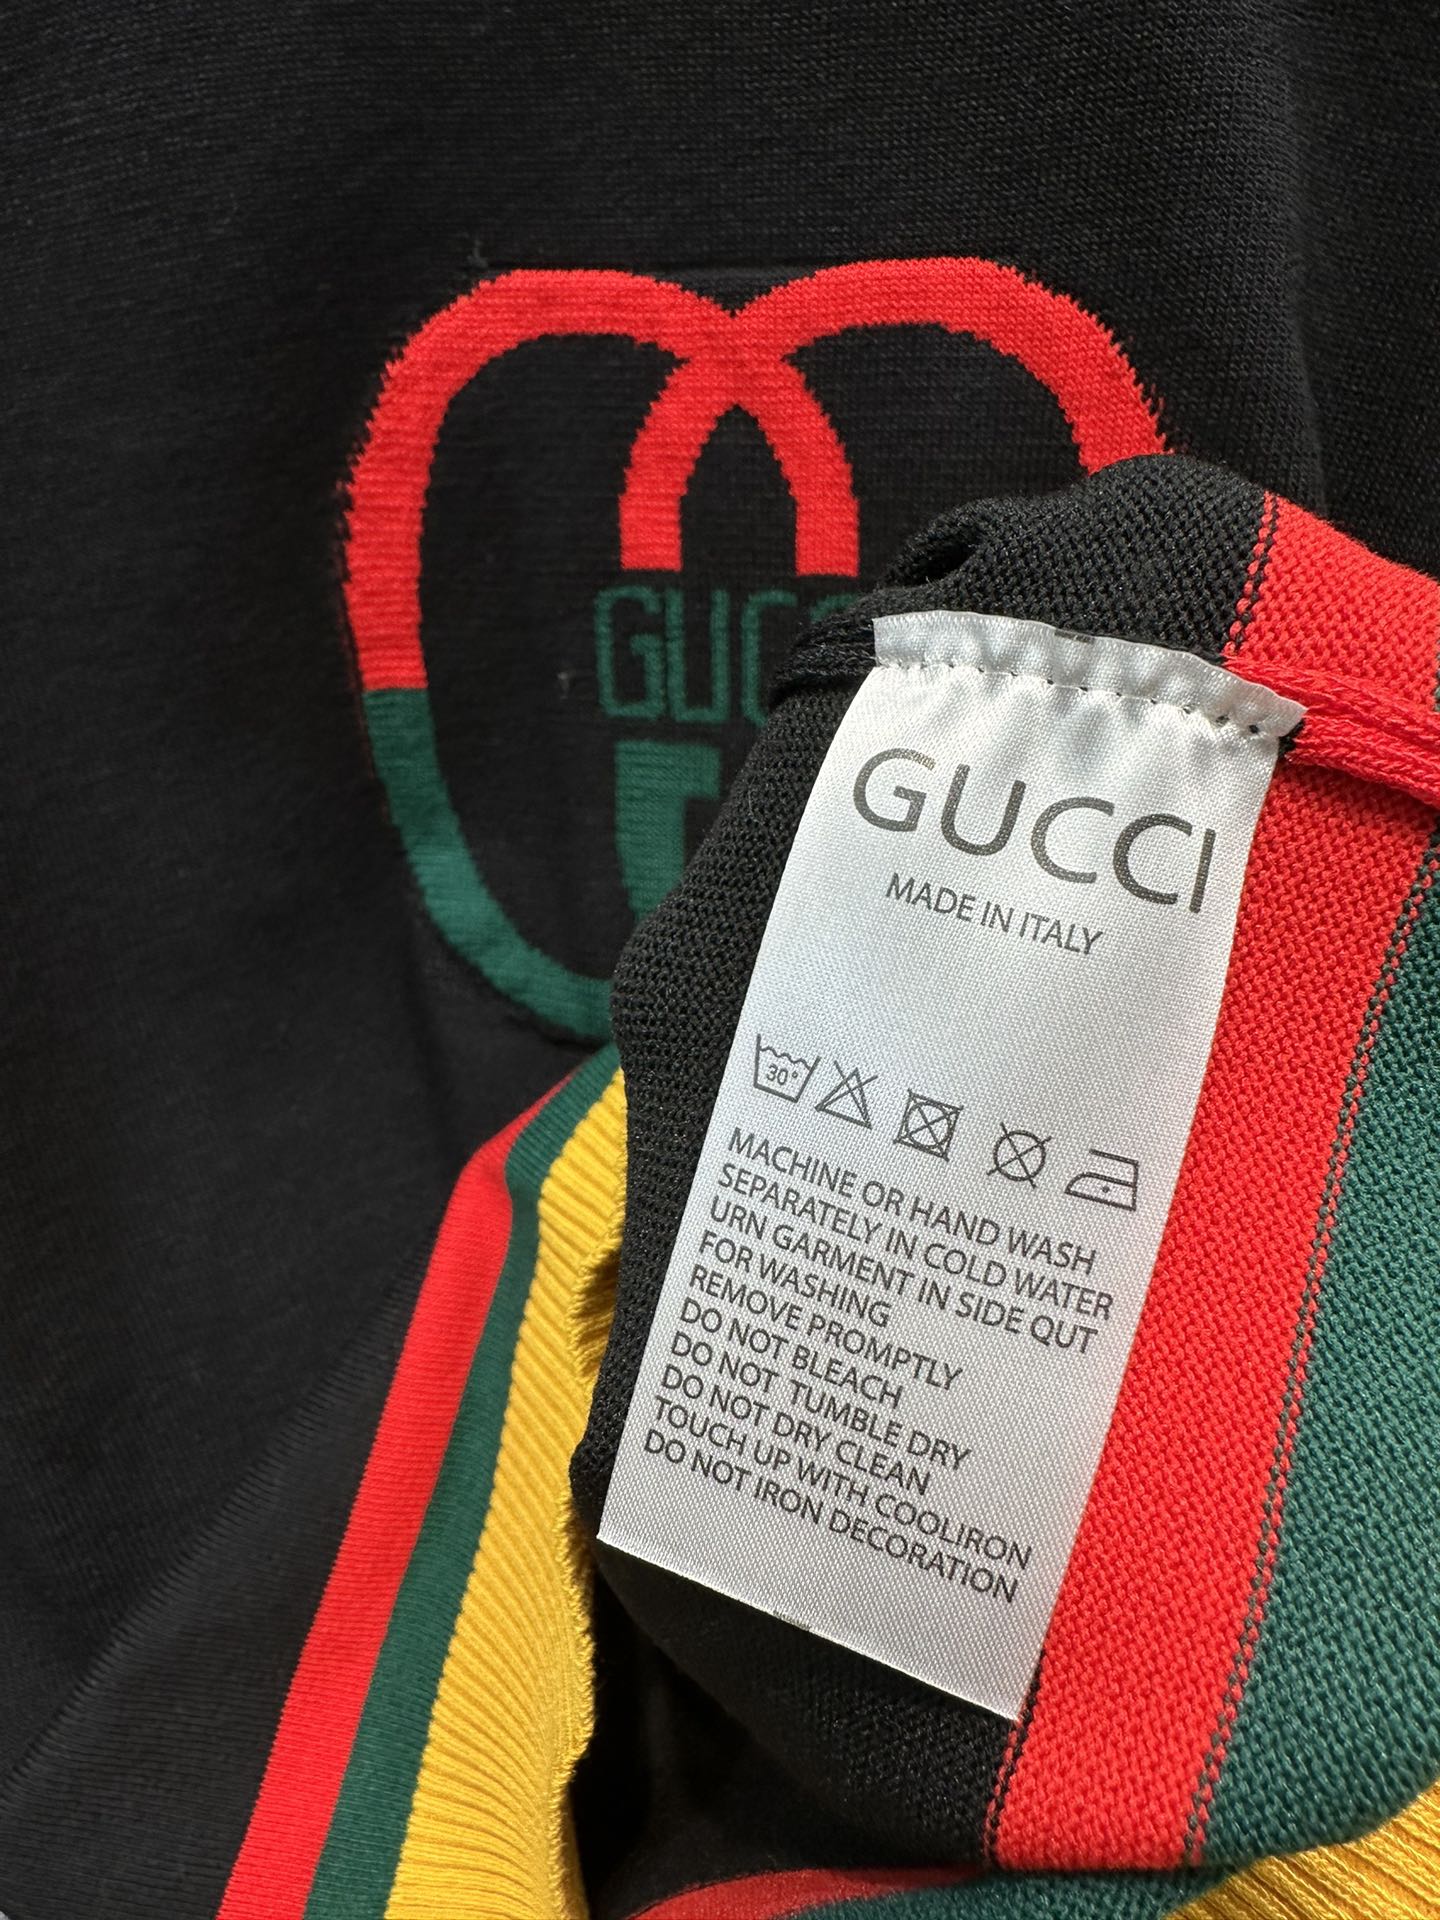 GUCC
GUCCI
MADE IN ITALY
30°
MACHINE OR HAND WASH
SEPARATELY IN COLD WATER
URN GARMENT IN SIDE QUT
FOR WASHING
REMOVE PROMPTLY
DO NOT BLEACH
DO NOT TUMBLE DRY
DO NOT DRY CLEAN
TOUCH UP WITH COOLIRON
DO NOT IRON DECORATION